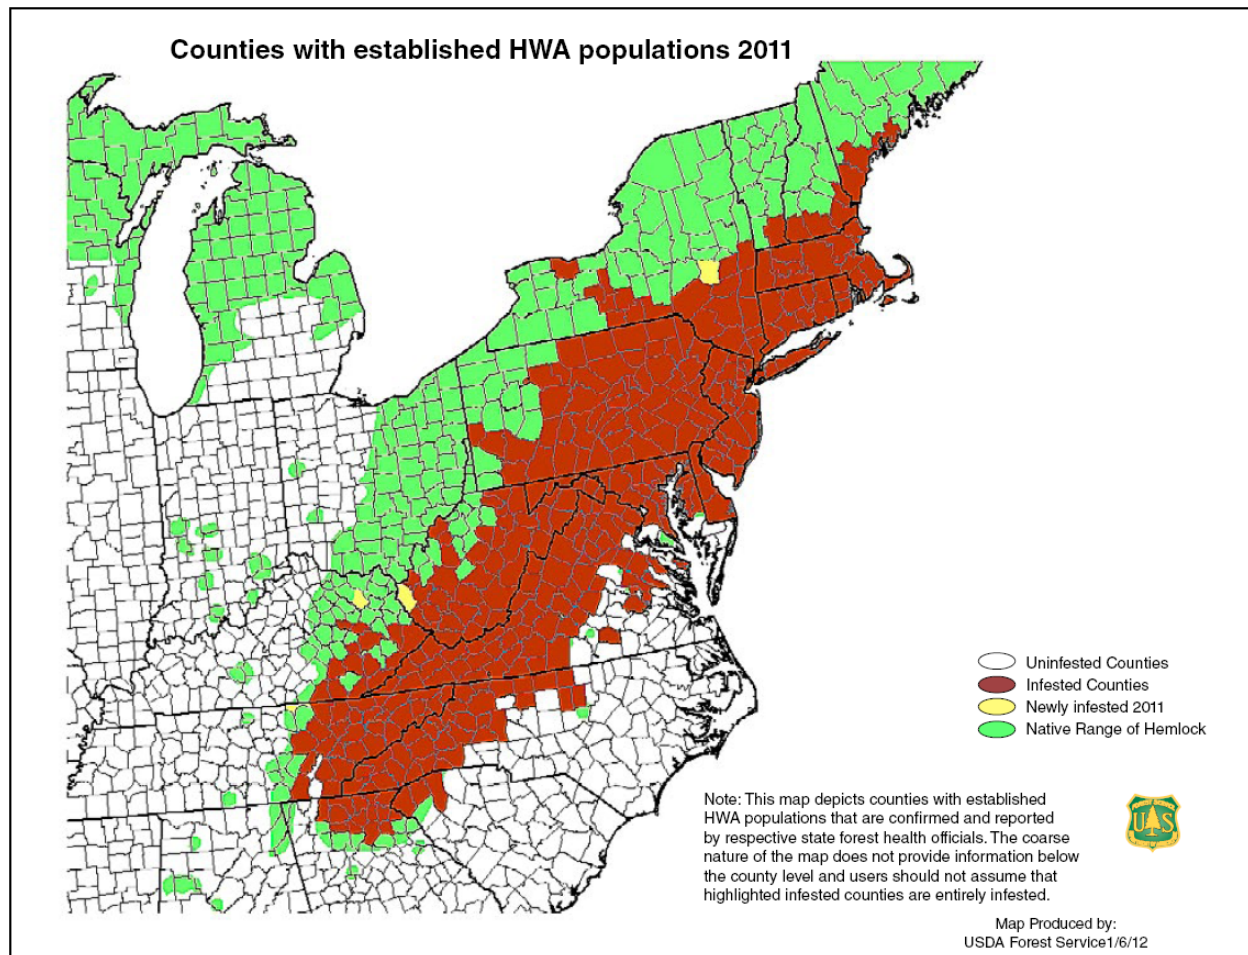 Counties with established HWA populations 2011
Uninfested Counties
Infested Counties
Newly infested 2011
Native Range of Hemlock
Note: This map depicts counties with established
HWA populations that are confirmed and reported
by respective state forest health officials. The coarse
nature of the map does not provide information below
the county level and users should not assume that
highlighted infested counties are entirely infested.
U S
Map Produced by:
USDA Forest Service1/6/12